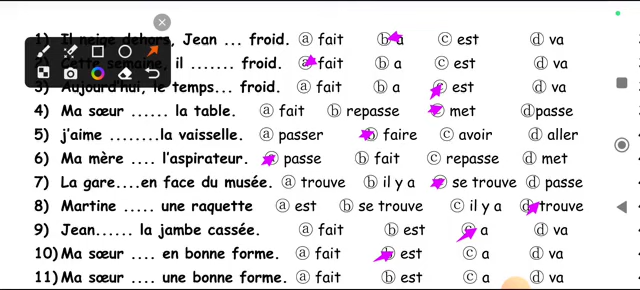 1) Il neige dehors, Jean ... froid. ⓐ fait ⓑ a ⓒ est ⓓ va
2) Cette semaine, il ....... froid. ⓐ fait ⓑ a ⓒ est ⓓ va
3) Aujourd'hui, le temps... froid. ⓐ fait ⓑ a ⓒ est ⓓ va
4) Ma sœur ...... la table. ⓐ fait ⓑ repasse ⓒ met ⓓpasse
5) j'aime ........la vaisselle. ⓐ passer ⓑ faire ⓒ avoir ⓓ aller
6) Ma mère .... l'aspirateur. ⓐ passe ⓑ fait ⓒ repasse ⓓ met
7) La gare....en face du musée. ⓐ trouve ⓑ il y a ⓒ se trouve ⓓ passe
8) Martine ..... une raquette ⓐ est ⓑ se trouve ⓒ il y a ⓓ trouve
9) Jean...... la jambe cassée. ⓐ fait ⓑ est ⓒ a ⓓ va
10) Ma sœur .... en bonne forme. ⓐ fait ⓑ est ⓒ a ⓓ va
11) Ma sœur .... une bonne forme. ⓐ fait ⓑ est ⓒ a ⓓ va